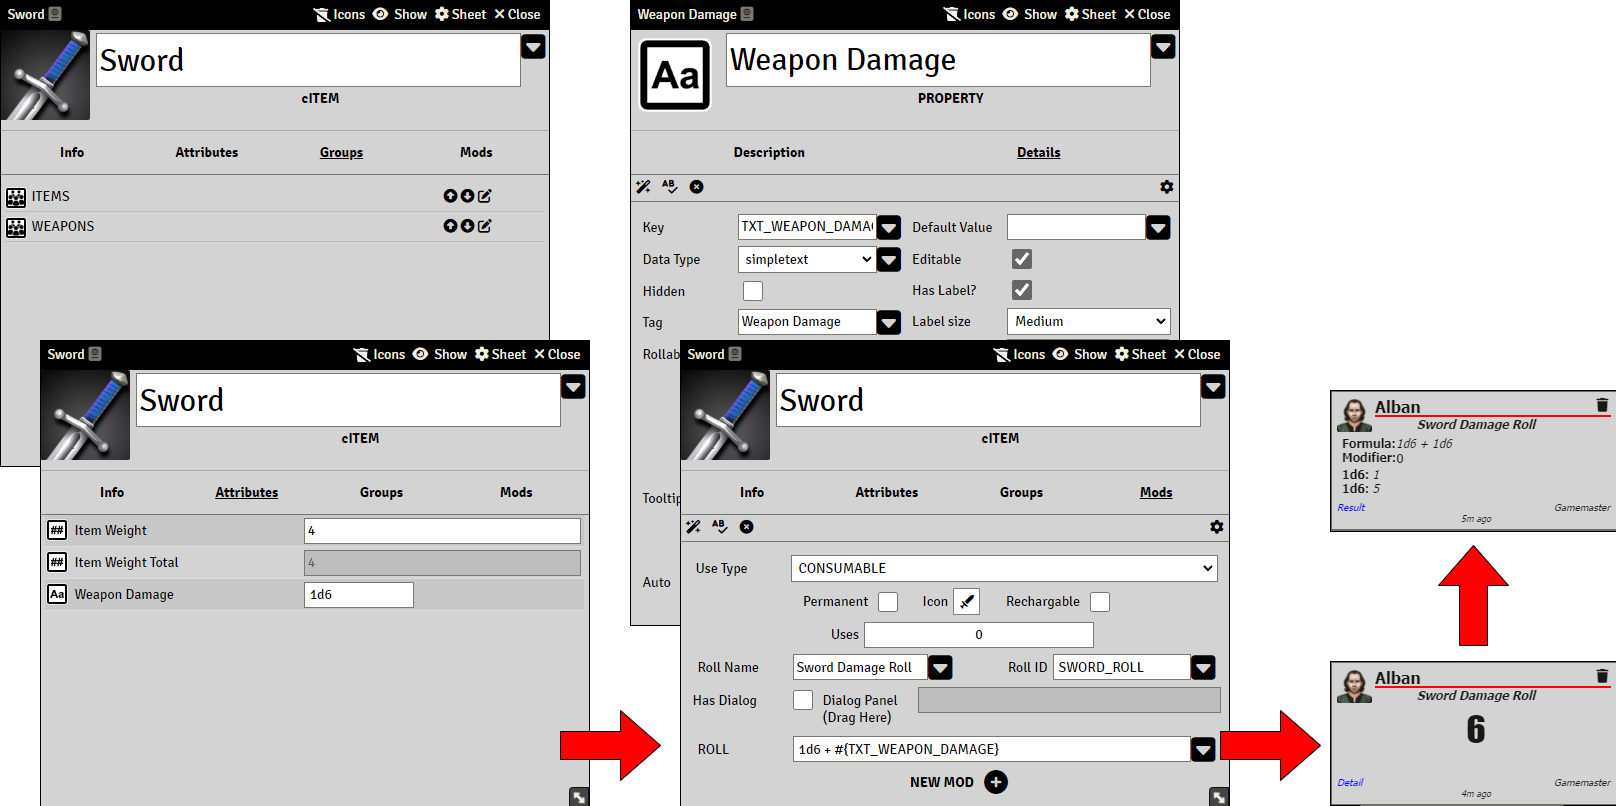 Sword Icons Show Sheet Close
Sword
cITEM
Info Attributes Groups Mods
ITEMS
WEAPONS
Weapon Damage Icons Show Sheet Close
Aa Weapon Damage
PROPERTY
Description Details
AB
Key TXT_WEAPON_DAMA Default Value
Data Type simpletext Editable
Hidden Has Label?
Tag Weapon Damage Label size Medium
Rollab
Tooltip
Auto
Sword Icons Show Sheet Close
Sword
cITEM
Info Attributes Groups Mods
## Item Weight 4
## Item Weight Total 4
Aa Weapon Damage 1d6
Sword Icons Show Sheet Close
Sword
cITEM
Info Attributes Groups Mods
AB
Use Type CONSUMABLE
Permanent Icon Rechargable
Uses 0
Roll Name Sword Damage Roll Roll ID SWORD_ROLL
Has Dialog Dialog Panel
(Drag Here)
ROLL 1d6 + #{TXT_WEAPON_DAMAGE}
NEW MOD
Alban
Sword Damage Roll
Formula:1d6 + 1d6
Modifier:0
1d6: 1
1d6: 5
Result Gamemaster
5m ago
Alban
Sword Damage Roll
6
Detail Gamemaster
4m ago